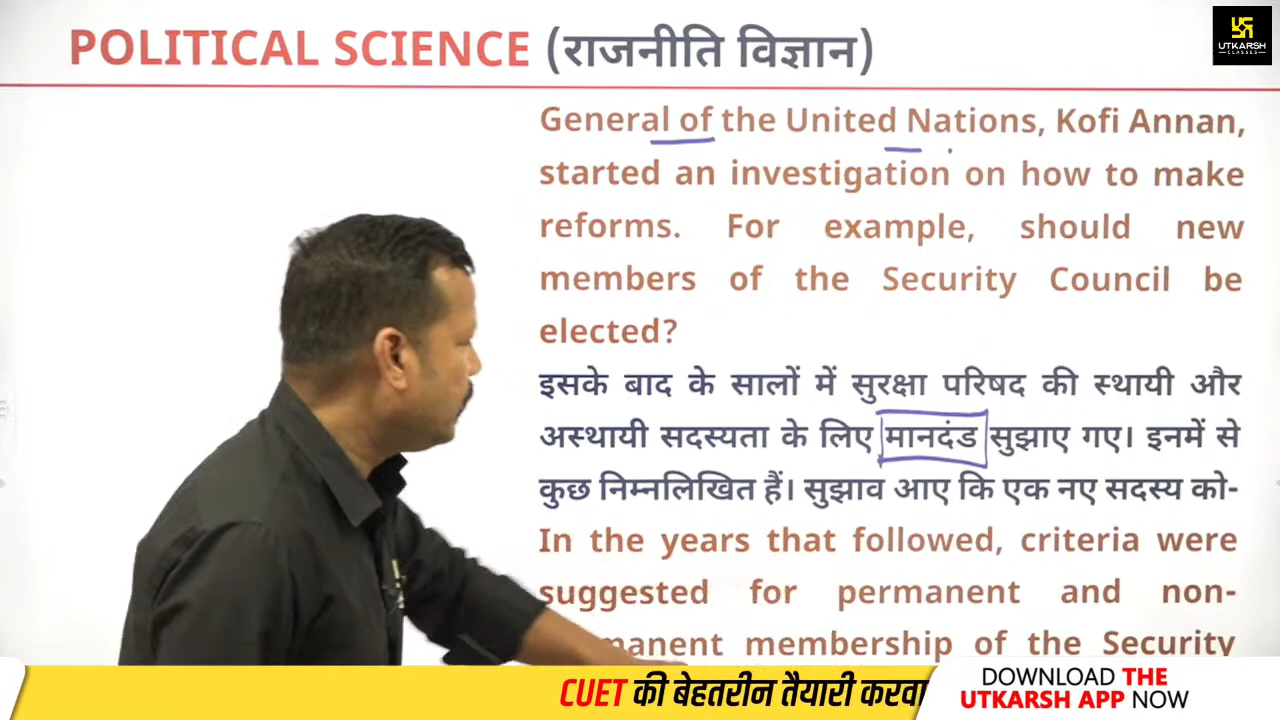 POLITICAL SCIENCE (राजनीति विज्ञान)
UTKARSH
CLASSES
General of the United Nations, Kofi Annan,
started an investigation on how to make
reforms. For example, should new
members of the Security Council be
elected?
इसके बाद के सालों में सुरक्षा परिषद की स्थायी और
अस्थायी सदस्यता के लिए मानदंड सुझाए गए। इनमें से
कुछ निम्नलिखित हैं। सुझाव आए कि एक नए सदस्य को-
In the years that followed, criteria were
suggested for permanent and non-
membership of the Security
CUET की बेहतरीन तैयारी
DOWNLOAD THE
UTKARSH APP NOW